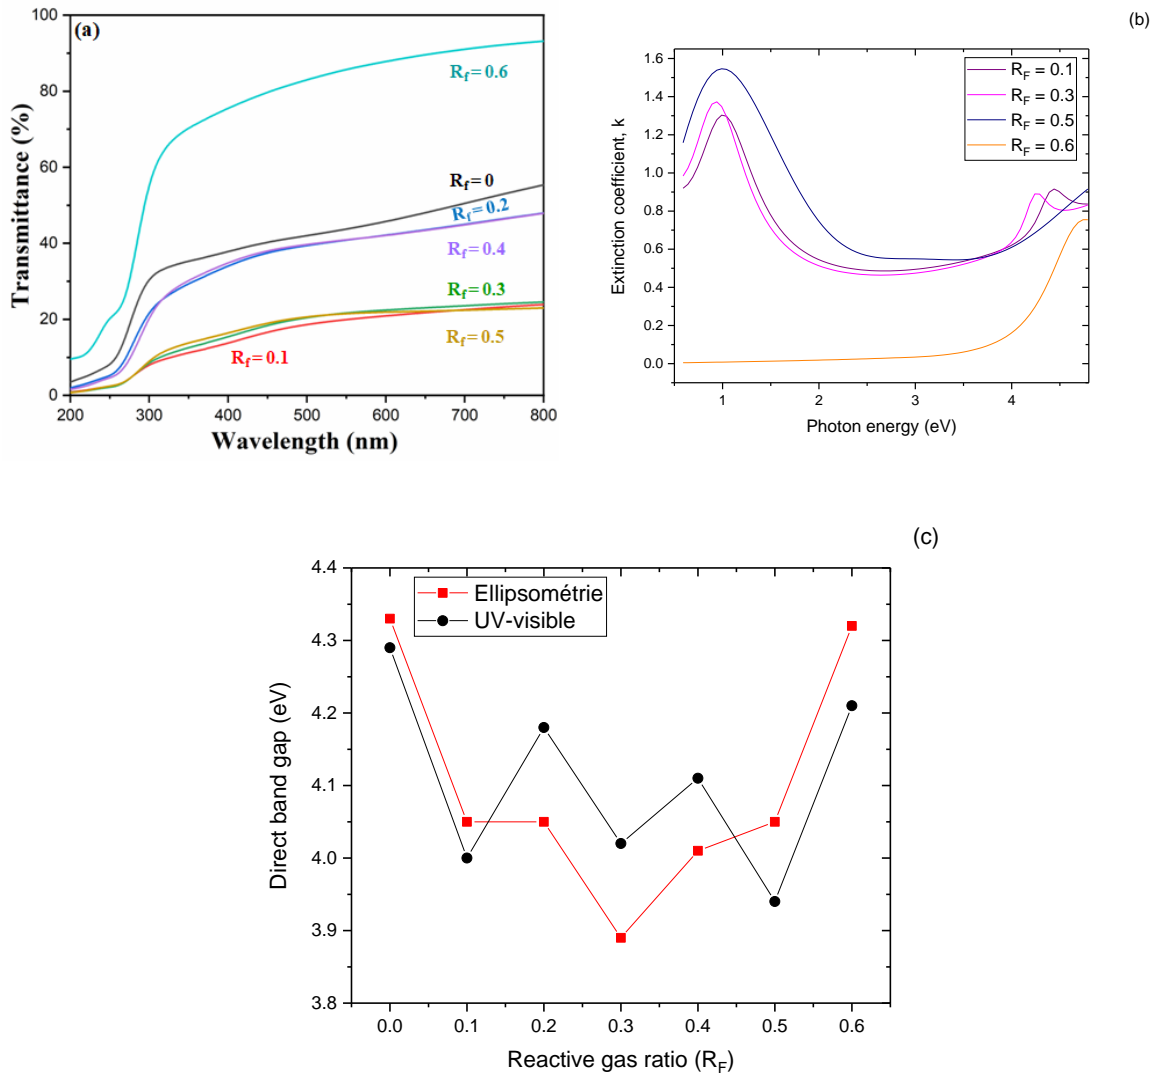 (a)
100
80
60
40
20
0
Transmittance (%)
Rf=0.6
Rf=0
Rf=0.2
Rf=0.4
Rf=0.3
Rf=0.5
Rf=0.1
200 300 400 500 600 700 800
Wavelength (nm)
(b)
1.6
1.4
1.2
1.0
0.8
0.6
0.4
0.2
0.0
Extinction coefficient, k
RF = 0.1
RF = 0.3
RF = 0.5
RF = 0.6
1 2 3 4
Photon energy (eV)
(c)
4.4
4.3
4.2
4.1
4.0
3.9
3.8
Direct band gap (eV)
Ellipsométrie
UV-visible
0.0 0.1 0.2 0.3 0.4 0.5 0.6
Reactive gas ratio (RF)